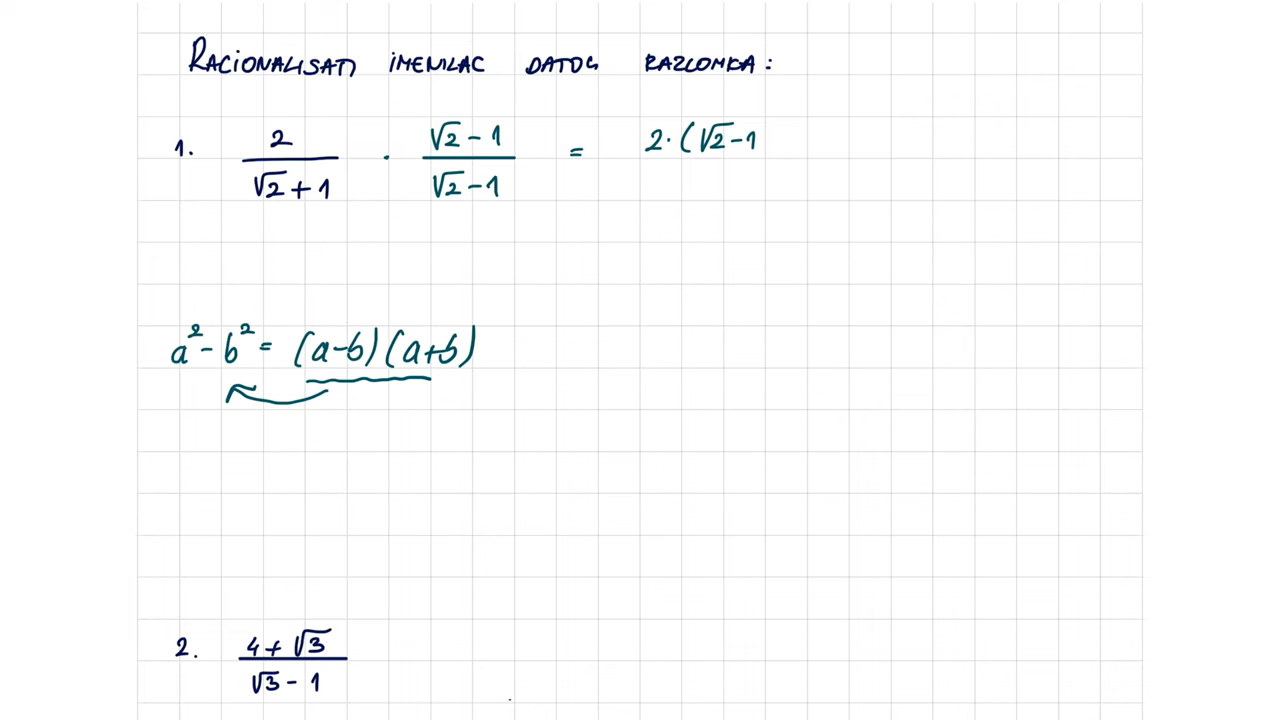 RACIONALISATI IMENILAC DATOG RAZLOMKA:
1. 2/(√2+1) · (√2-1)/(√2-1) = 2·(√2-1
a²-b² = (a-b)(a+b)
2. (4+√3)/(√3-1)